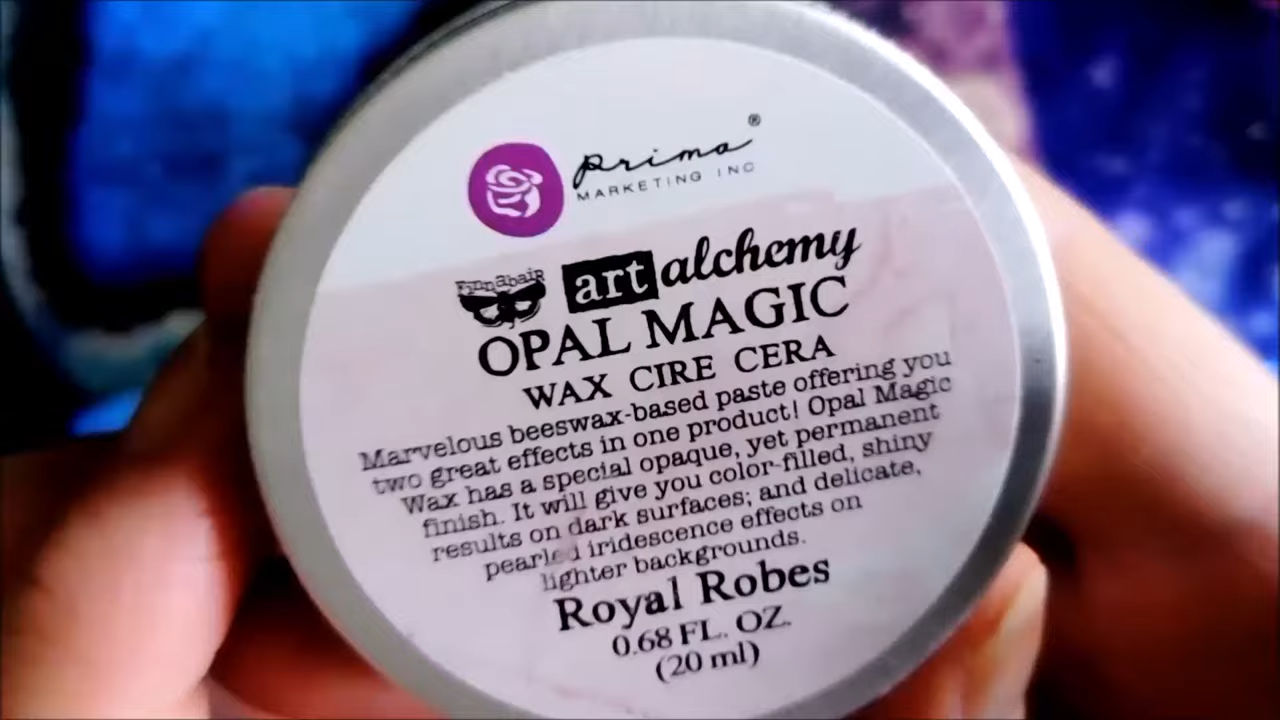 prima®
MARKETING INC
Finnabair
art alchemy
OPAL MAGIC
WAX CIRE CERA
Marvelous beeswax-based paste offering you
two great effects in one product! Opal Magic
Wax has a special opaque, yet permanent
finish. It will give you color-filled, shiny
results on dark surfaces; and delicate,
pearled iridescence effects on
lighter backgrounds.
Royal Robes
0.68 FL. OZ.
(20 ml)